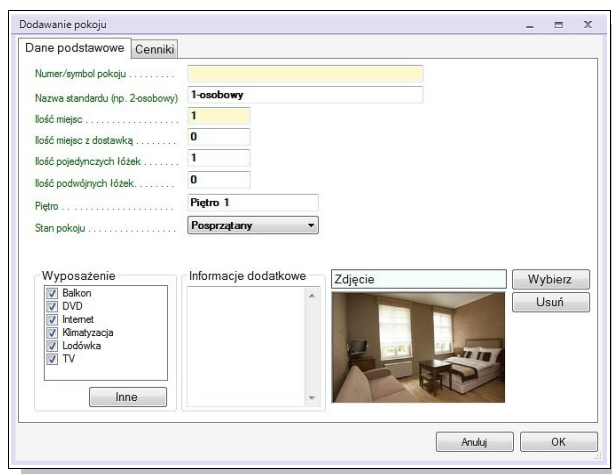 Dodawanie pokoju
Dane podstawowe Cenniki
Numer/symbol pokoju . . . . . . . . .
Nazwa standardu (np. 2-osobowy) 1-osobowy
Ilość miejsc . . . . . . . . . . . . . . . . . . 1
Ilość miejsc z dostawką . . . . . . . . 0
Ilość pojedynczych łóżek . . . . . . . 1
Ilość podwójnych łóżek. . . . . . . . 0
Piętro . . . . . . . . . . . . . . . . . . . . . Piętro 1
Stan pokoju . . . . . . . . . . . . . . . . . Posprzątany
Wyposażenie Informacje dodatkowe Zdjęcie Wybierz
Balkon Usuń
DVD
Internet
Klimatyzacja
Lodówka
TV
Inne
Anuluj OK